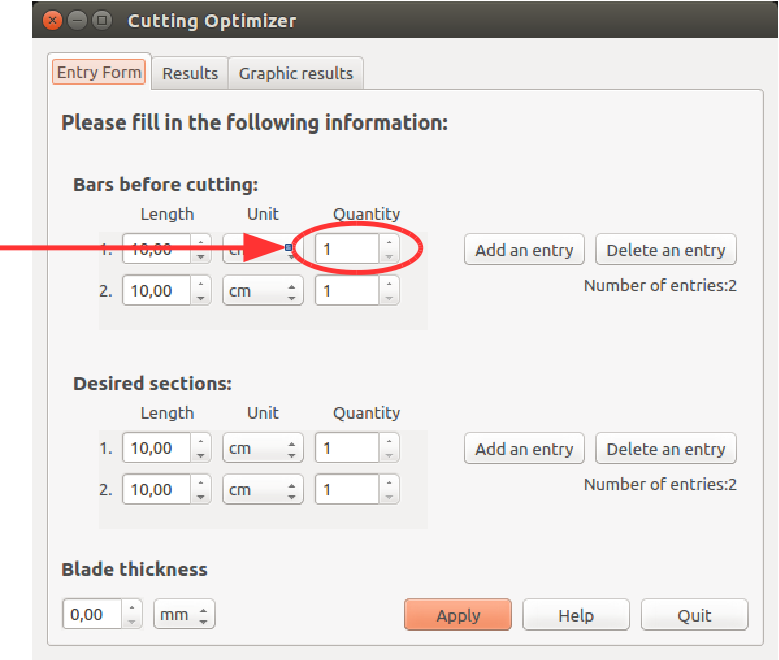 Cutting Optimizer
Entry Form Results Graphic results
Please fill in the following information:
Bars before cutting:
Length Unit Quantity
1. 10,00 cm 1 Add an entry Delete an entry
2. 10,00 cm 1 Number of entries:2
Desired sections:
Length Unit Quantity
1. 10,00 cm 1 Add an entry Delete an entry
2. 10,00 cm 1 Number of entries:2
Blade thickness
0,00 mm Apply Help Quit